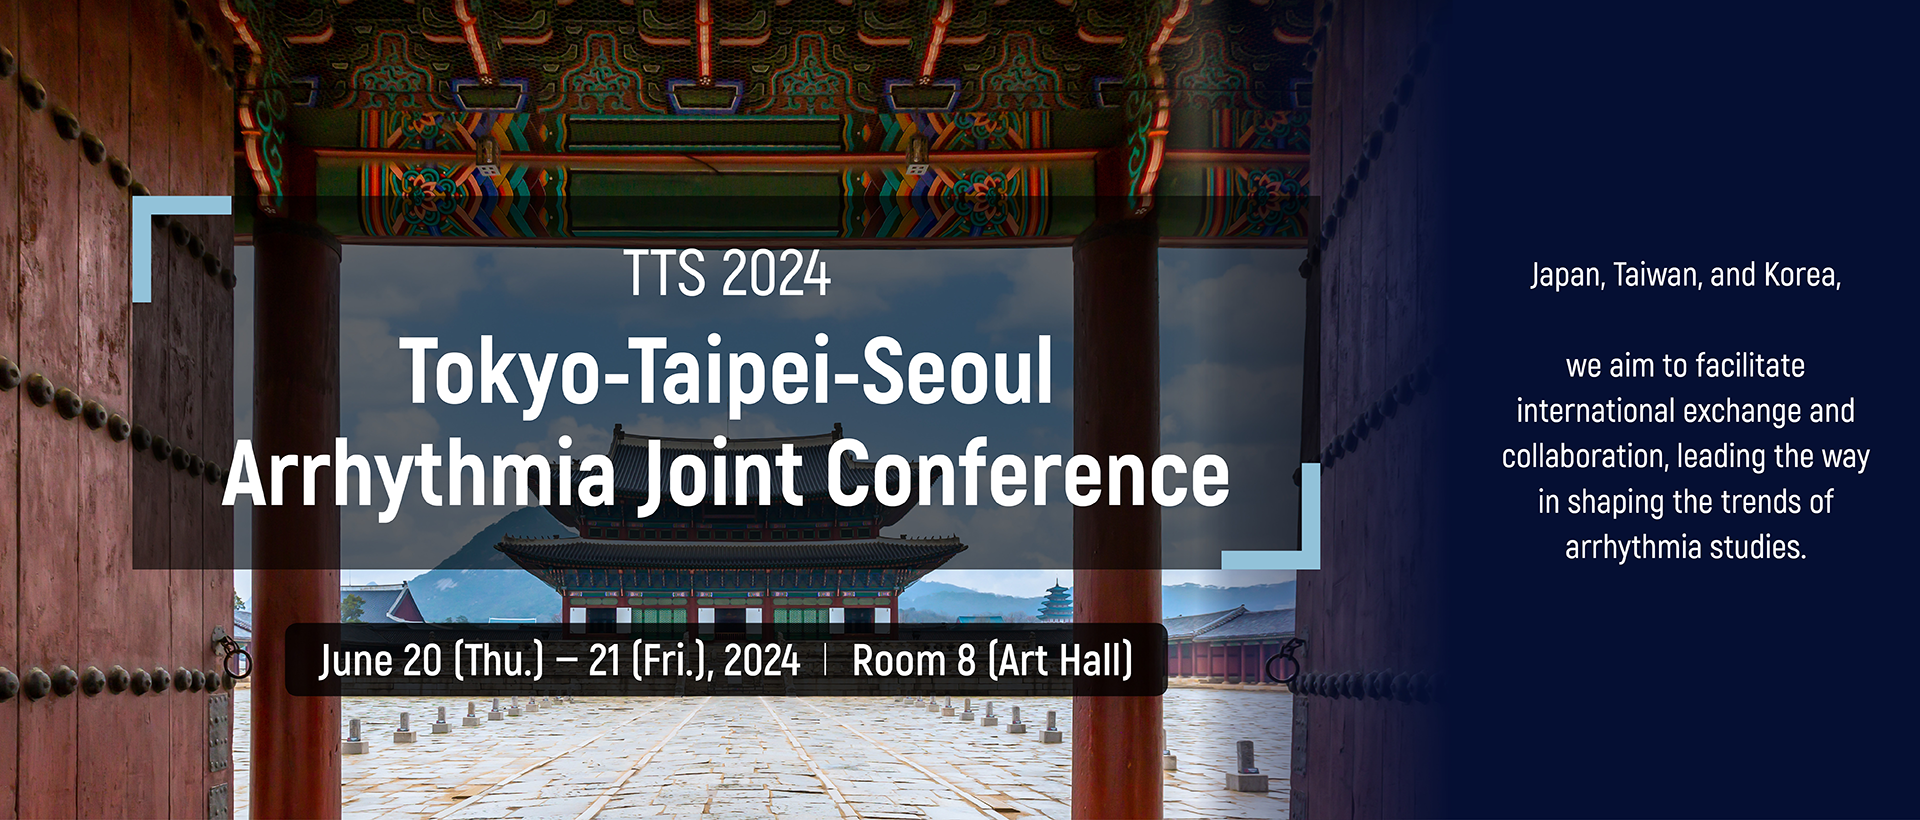 TTS 2024
Tokyo-Taipei-Seoul
Arrhythmia Joint Conference
June 20 (Thu.) – 21 (Fri.), 2024 | Room 8 (Art Hall)
Japan, Taiwan, and Korea,
we aim to facilitate
international exchange and
collaboration, leading the way
in shaping the trends of
arrhythmia studies.